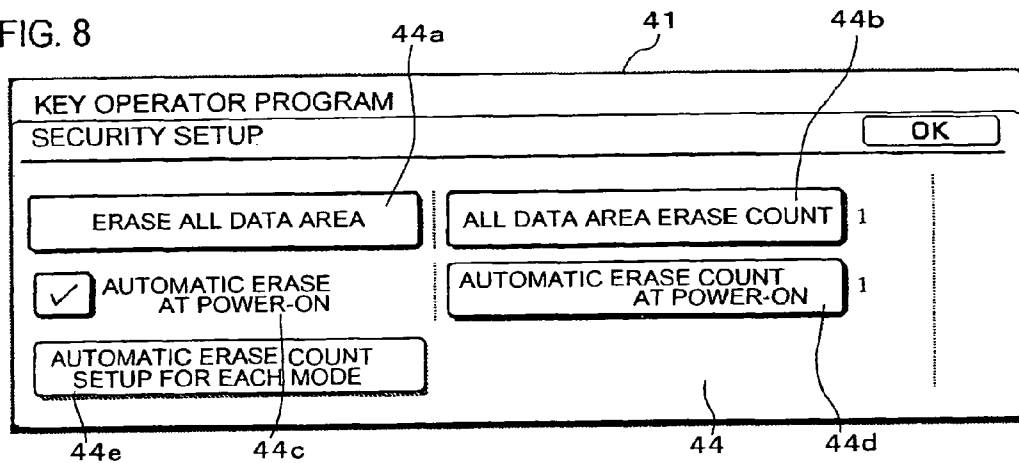 FIG. 8
44a
41
44b
KEY OPERATOR PROGRAM
SECURITY SETUP
OK
ERASE ALL DATA AREA
ALL DATA AREA ERASE COUNT
1
AUTOMATIC ERASE
AT POWER-ON
AUTOMATIC ERASE COUNT
AT POWER-ON
1
AUTOMATIC ERASE COUNT
SETUP FOR EACH MODE
44e
44c
44
44d